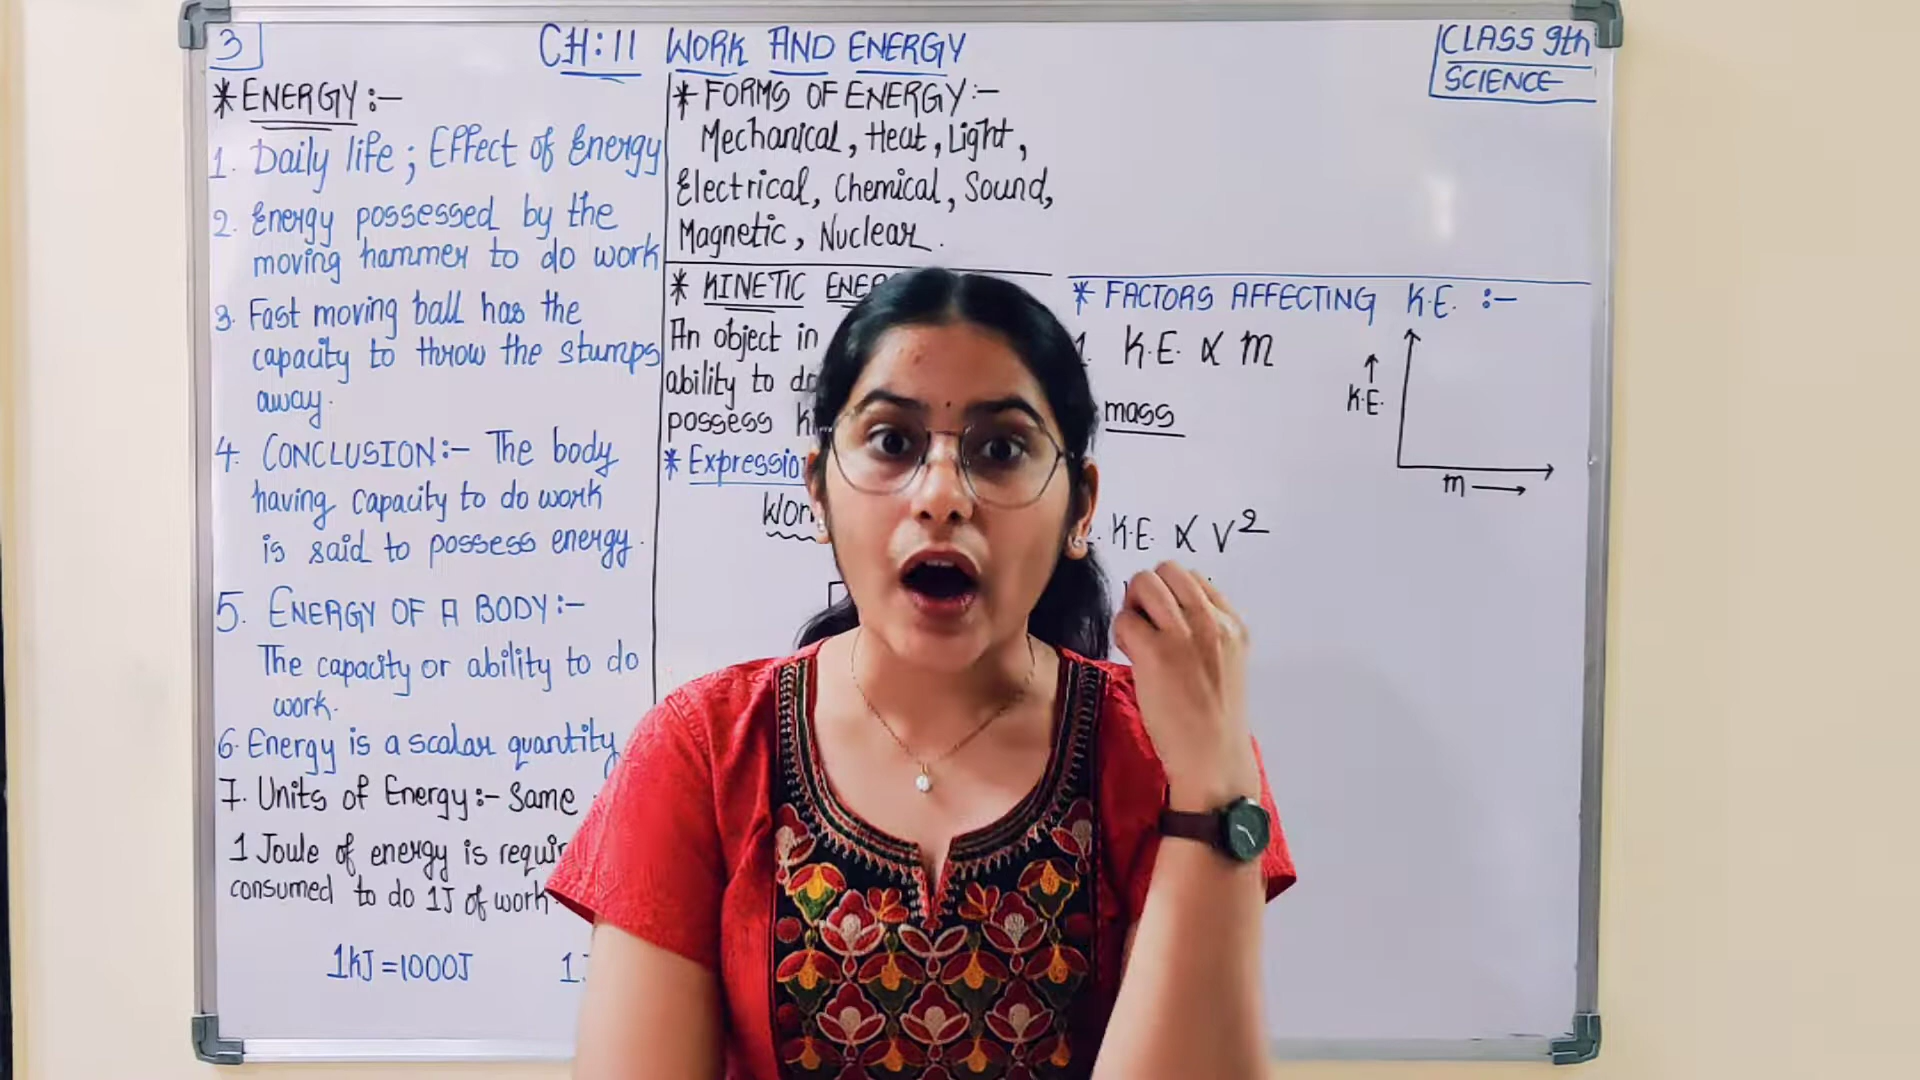 3
CH:11 WORK AND ENERGY
CLASS 9th
SCIENCE
* ENERGY:-
1. Daily life; Effect of Energy
2. Energy possessed by the
moving hammer to do work
3. Fast moving ball has the
capacity to throw the stumps
away.
4. CONCLUSION:- The body
having capacity to do work
is said to possess energy.
5. ENERGY OF A BODY:-
The capacity or ability to do
work.
6. Energy is a scalar quantity
7. Units of Energy:- Same
1 Joule of energy is
consumed to do 1J of work
1kJ=1000J
* FORMS OF ENERGY:-
Mechanical, Heat, Light,
Electrical, Chemical, Sound,
Magnetic, Nuclear.
* KINETIC
An object in
ability to
possess
*
* FACTORS AFFECTING K.E. :-
1. K.E. ∝ m
mass
K.E. ∝ v²
↑
K.E.
m →